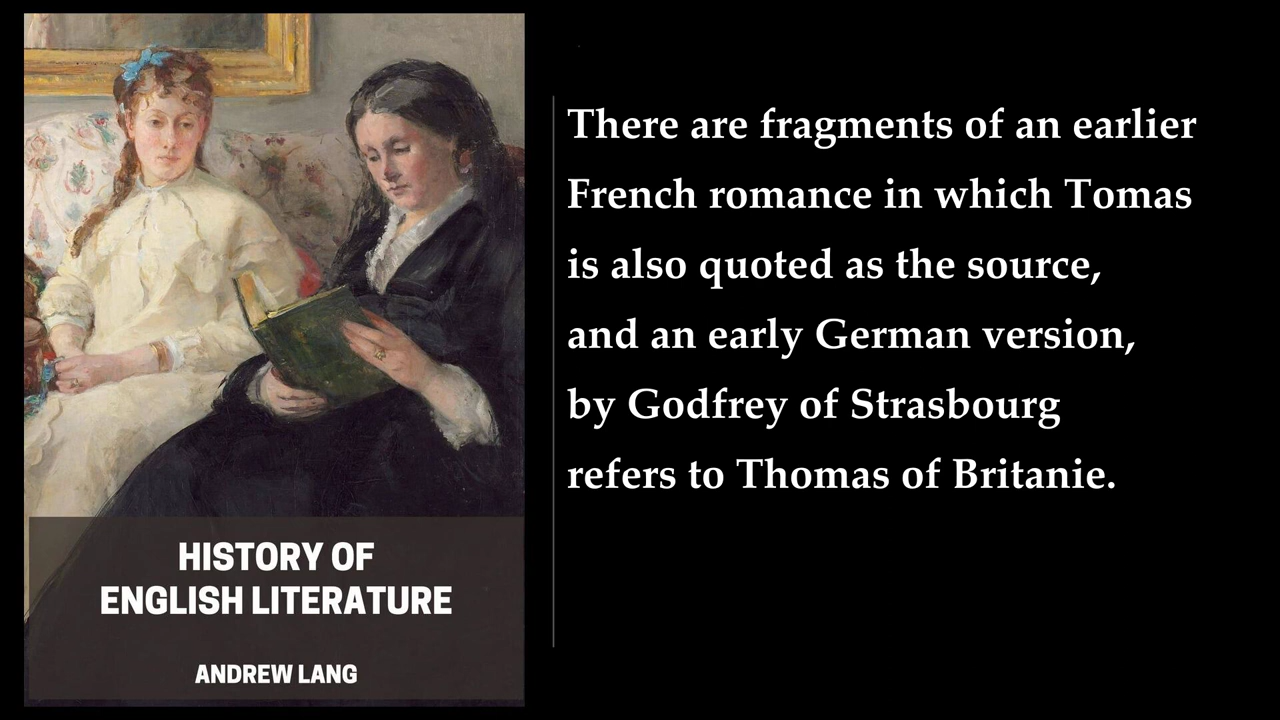 There are fragments of an earlier
French romance in which Tomas
is also quoted as the source,
and an early German version,
by Godfrey of Strasbourg
refers to Thomas of Britanie.
HISTORY OF
ENGLISH LITERATURE
ANDREW LANG